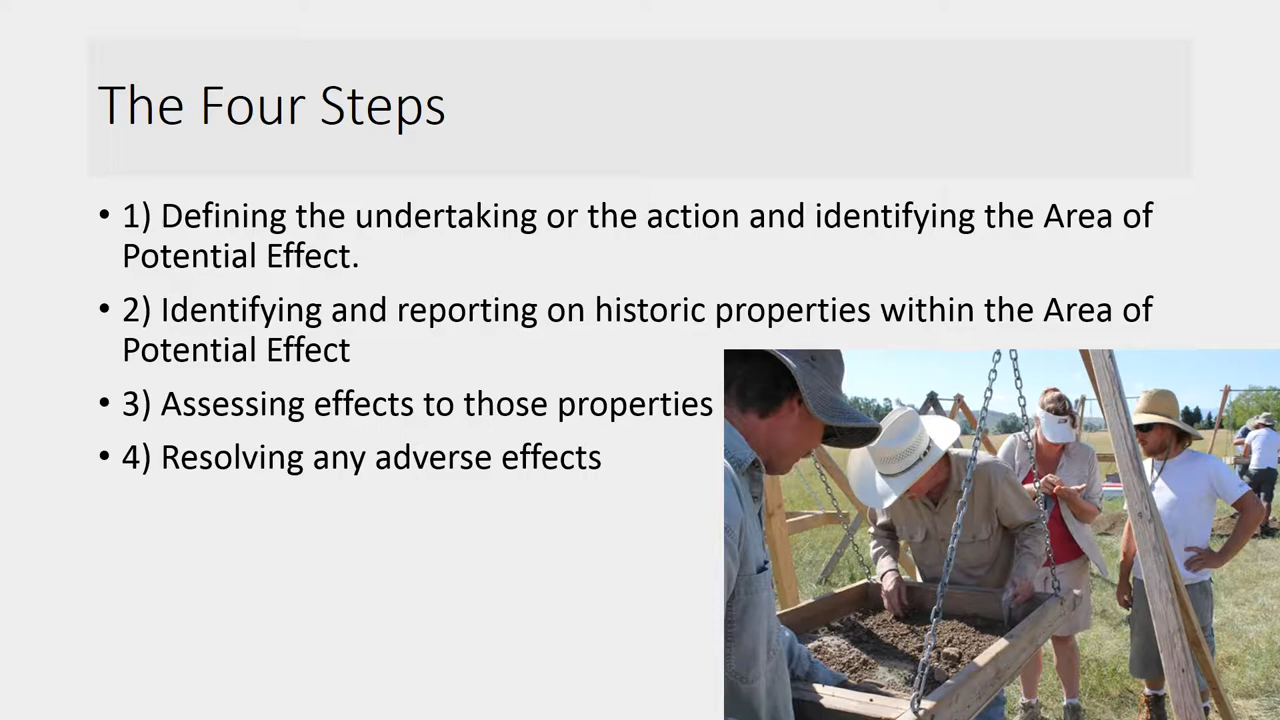 The Four Steps
• 1) Defining the undertaking or the action and identifying the Area of
Potential Effect.
• 2) Identifying and reporting on historic properties within the Area of
Potential Effect
• 3) Assessing effects to those properties
• 4) Resolving any adverse effects